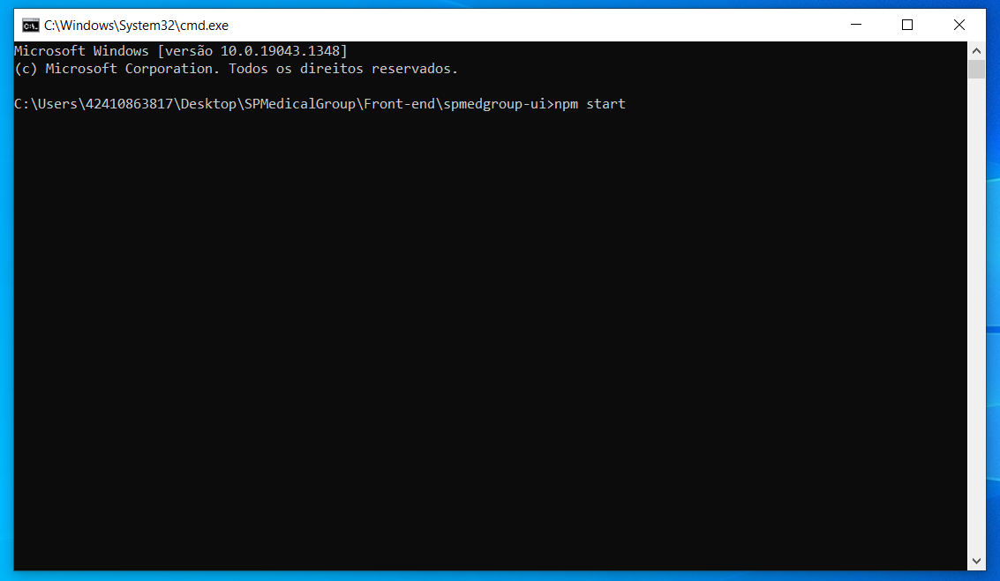 C:\Windows\System32\cmd.exe
Microsoft Windows [versão 10.0.19043.1348]
(c) Microsoft Corporation. Todos os direitos reservados.
C:\Users\42410863817\Desktop\SPMedicalGroup\Front-end\spmedgroup-ui>npm start